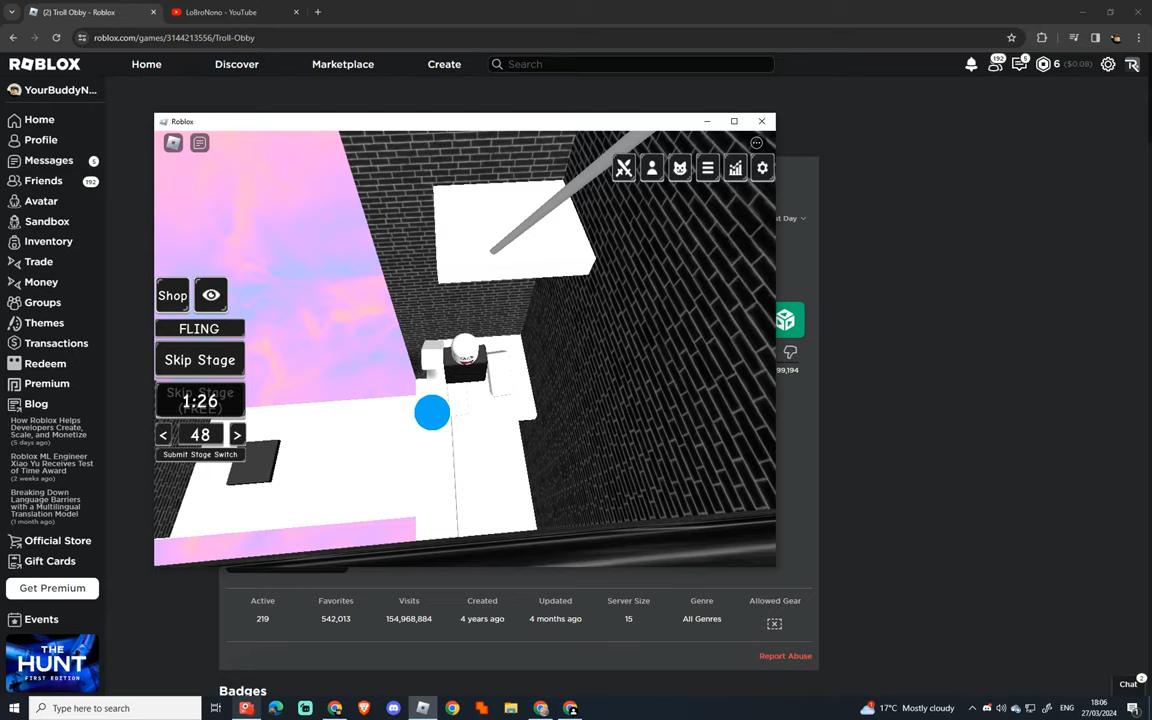 (2) Troll Obby - Roblox
LoBroNono - YouTube
roblox.com/games/3144213556/Troll-Obby
ROBLOX
Home
Discover
Marketplace
Create
Search
192
5
6 ($0.08)
YourBuddyN...
Home
Profile
Messages 5
Friends 192
Avatar
Sandbox
Inventory
Trade
Money
Groups
Themes
Transactions
Redeem
Premium
Blog
How Roblox Helps
Developers Create,
Scale, and Monetize
(5 days ago)
Roblox ML Engineer
Xiao Yu Receives Test
of Time Award
(2 weeks ago)
Breaking Down
Language Barriers
with a Multilingual
Translation Model
(1 month ago)
Official Store
Gift Cards
Get Premium
Events
THE
HUNT
FIRST EDITION
Roblox
Shop
FLING
Skip Stage
Skip Stage
(FREE)
1:26
< 48 >
Submit Stage Switch
st Day
99,194
Active
Favorites
Visits
Created
Updated
Server Size
Genre
Allowed Gear
219
542,013
154,968,884
4 years ago
4 months ago
15
All Genres
Report Abuse
Badges
Chat 2
Type here to search
17°C Mostly cloudy
ENG
18:06
27/03/2024